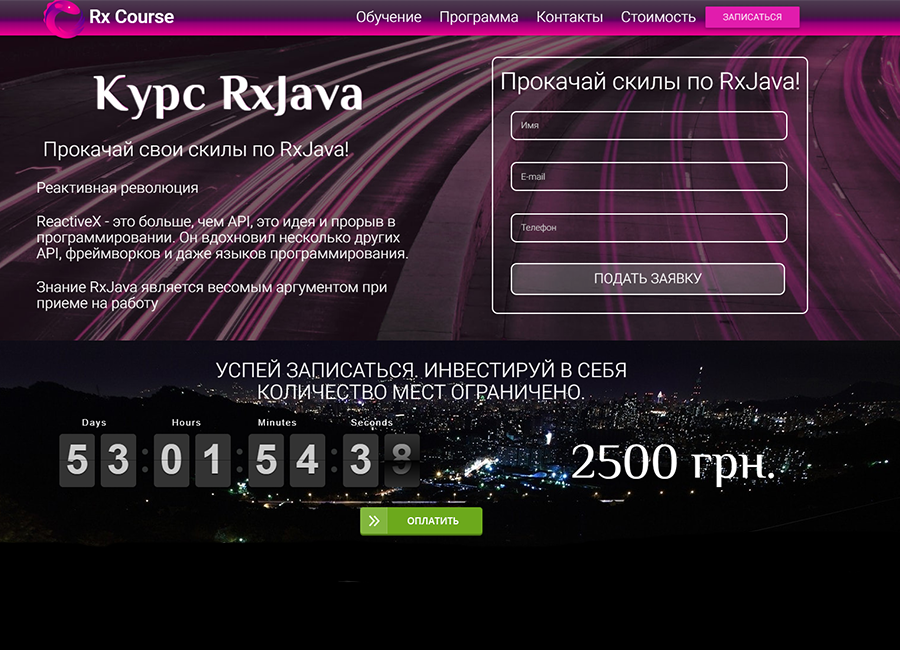 Rx Course
Обучение Программа Контакты Стоимость ЗАПИСАТЬСЯ
Курс RxJava
Прокачай свои скилы по RxJava!
Реактивная революция
ReactiveX - это больше, чем API, это идея и прорыв в
программировании. Он вдохновил несколько других
API, фреймворков и даже языков программирования.
Знание RxJava является весомым аргументом при
приеме на работу
Прокачай скилы по RxJava!
Имя
E-mail
Телефон
ПОДАТЬ ЗАЯВКУ
УСПЕЙ ЗАПИСАТЬСЯ. ИНВЕСТИРУЙ В СЕБЯ
КОЛИЧЕСТВО МЕСТ ОГРАНИЧЕНО.
–
Days Hours Minutes Seconds
53:01:54:38
2500 грн.
ОПЛАТИТЬ